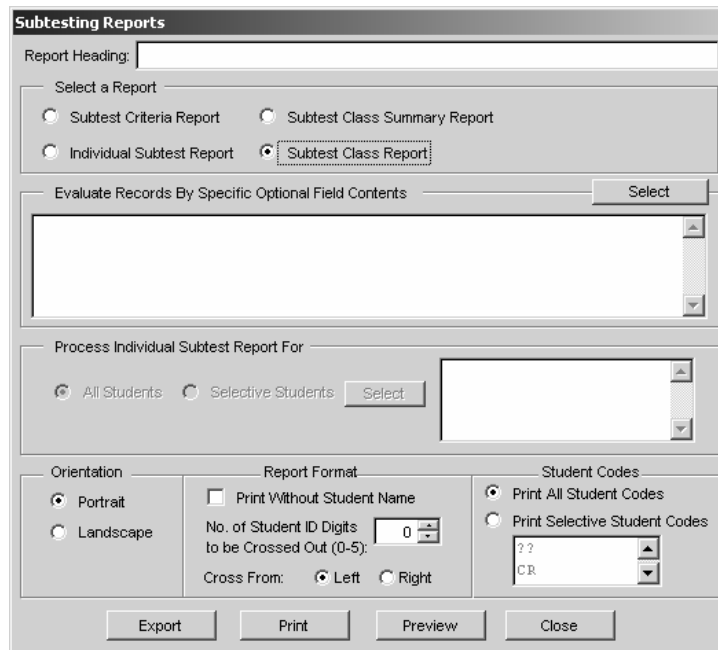 Subtesting Reports
Report Heading:
Select a Report
Subtest Criteria Report Subtest Class Summary Report
Individual Subtest Report Subtest Class Report
Evaluate Records By Specific Optional Field Contents Select
Process Individual Subtest Report For
All Students Selective Students Select
Orientation Report Format Student Codes
Portrait Print Without Student Name Print All Student Codes
Landscape No. of Student ID Digits 0 Print Selective Student Codes
to be Crossed Out (0-5): ??
Cross From: Left Right CR
Export Print Preview Close